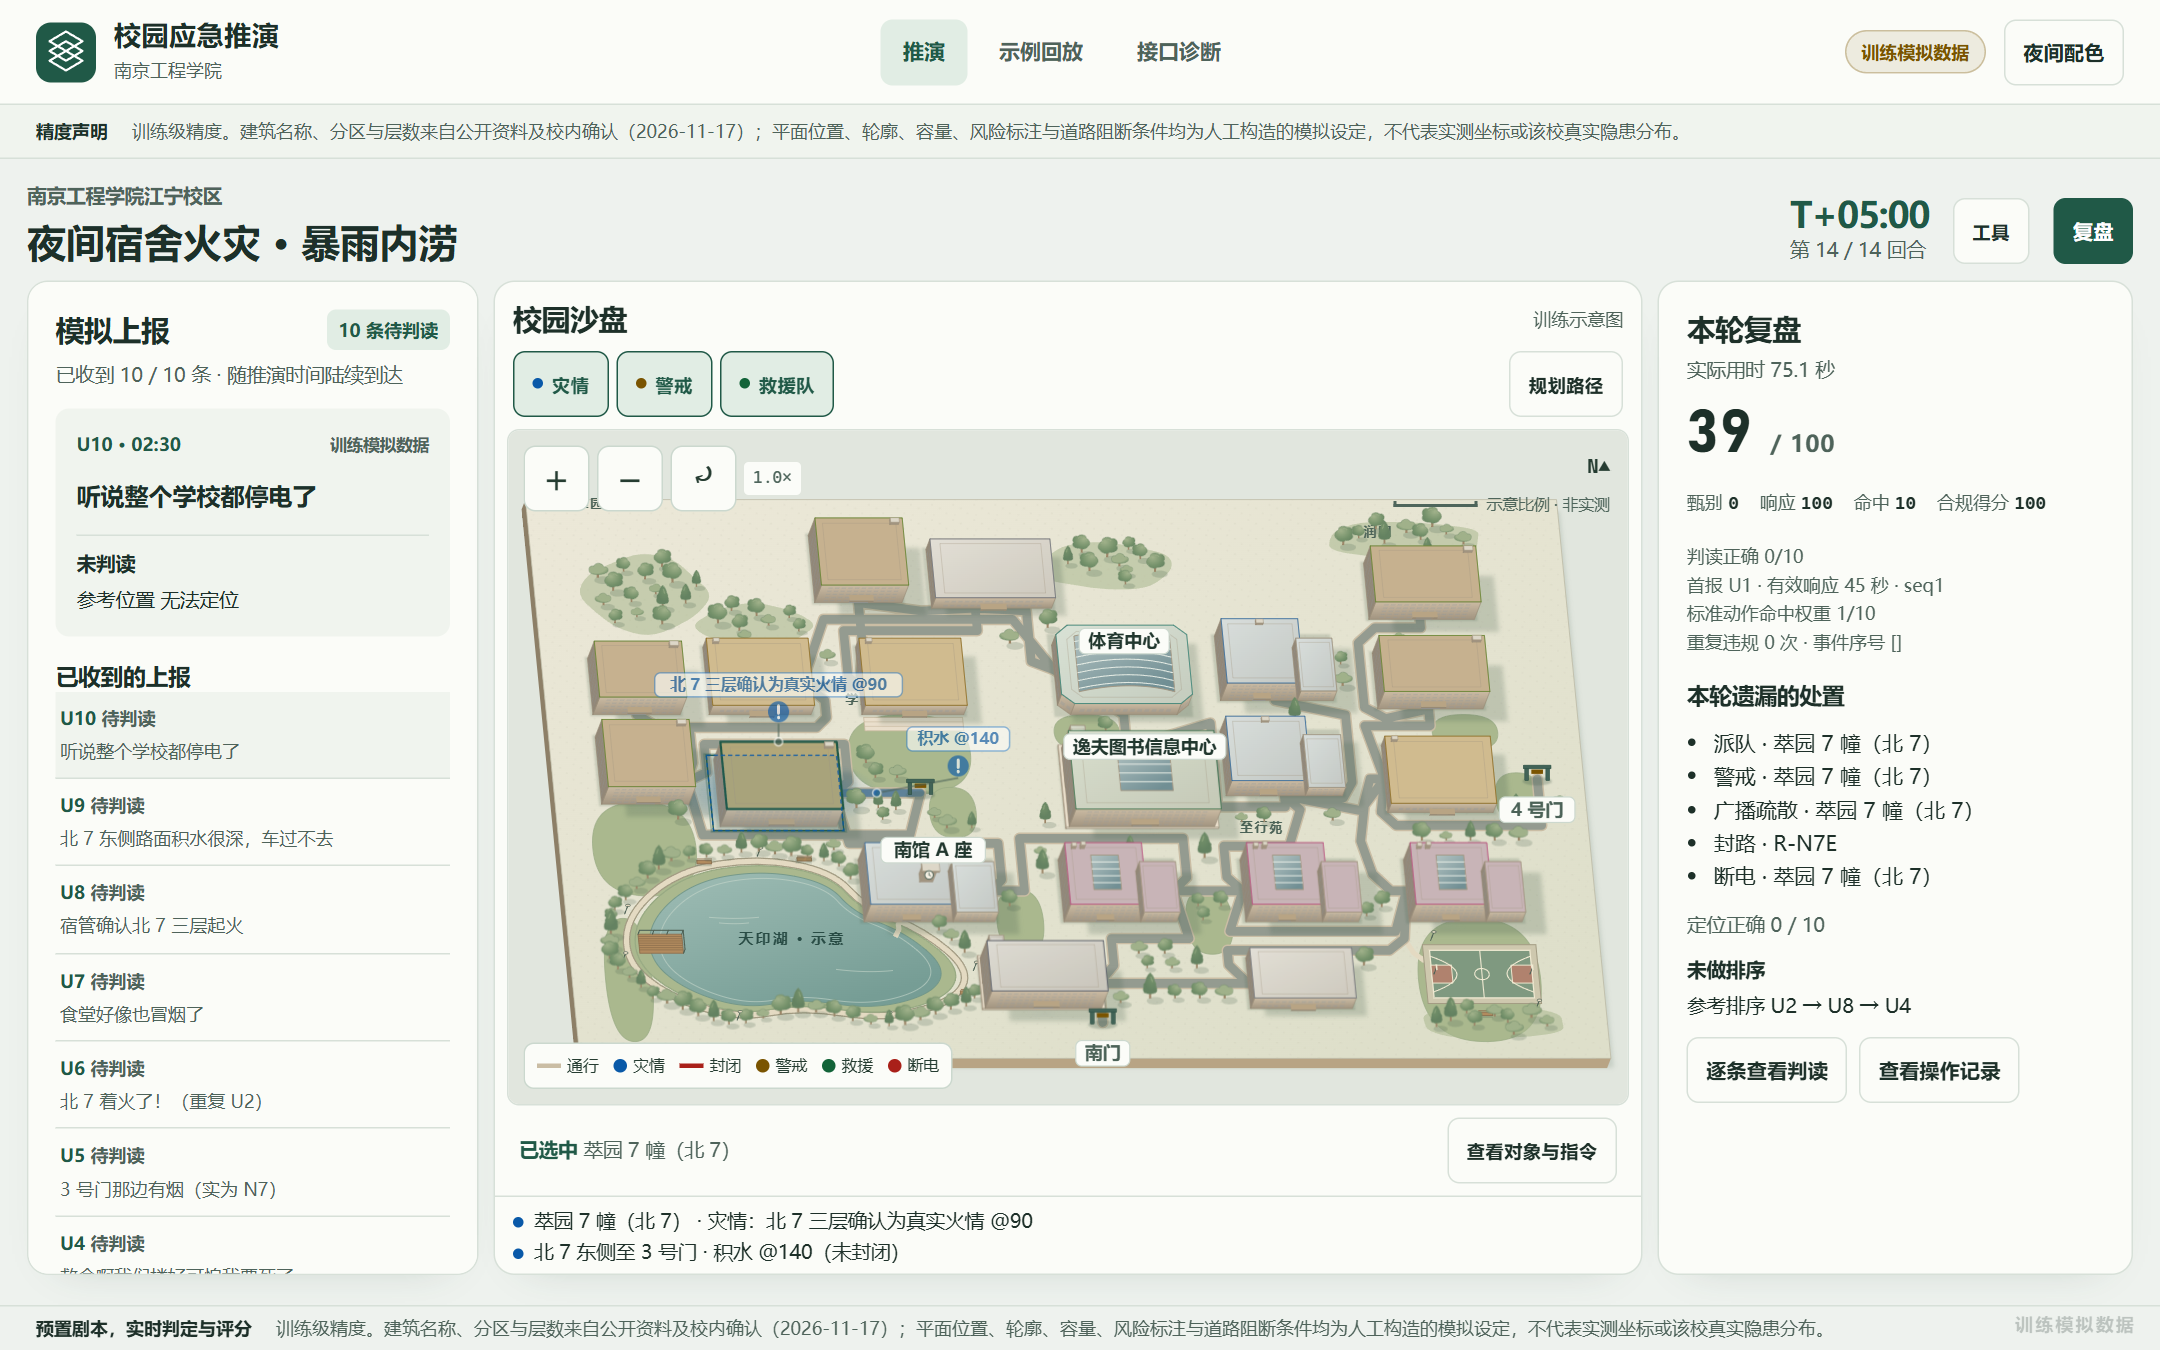 校园应急推演
南京工程学院
推演
示例回放
接口诊断
训练模拟数据
夜间配色
精度声明 训练级精度。建筑名称、分区与层数来自公开资料及校内确认（2026-11-17）；平面位置、轮廓、容量、风险标注与道路阻断条件均为人工构造的模拟设定，不代表实测坐标或该校真实隐患分布。
南京工程学院江宁校区
夜间宿舍火灾·暴雨内涝
T+05:00
第 14 / 14 回合
工具
复盘
模拟上报
10 条待判读
已收到 10 / 10 条 · 随推演时间陆续到达
U10 • 02:30
训练模拟数据
听说整个学校都停电了
未判读
参考位置 无法定位
已收到的上报
U10 待判读
听说整个学校都停电了
U9 待判读
北 7 东侧路面积水很深，车过不去
U8 待判读
宿管确认北 7 三层起火
U7 待判读
食堂好像也冒烟了
U6 待判读
北 7 着火了！（重复 U2）
U5 待判读
3 号门那边有烟（实为 N7）
U4 待判读
校园沙盘
训练示意图
灾情
警戒
救援队
规划路径
+
−
1.0×
N▲
示意比例 · 非实测
润
体育中心
北 7 三层确认为真实火情 @90
学
积水 @140
逸夫图书信息中心
4 号门
至行苑
南馆 A 座
天印湖 · 示意
南门
通行
灾情
封闭
警戒
救援
断电
已选中 萃园 7 幢（北 7）
查看对象与指令
萃园 7 幢（北 7） · 灾情：北 7 三层确认为真实火情 @90
北 7 东侧至 3 号门 · 积水 @140（未封闭）
本轮复盘
实际用时 75.1 秒
39 / 100
甄别 0 响应 100 命中 10 合规得分 100
判读正确 0/10
首报 U1 · 有效响应 45 秒 · seq1
标准动作命中权重 1/10
重复违规 0 次 · 事件序号 []
本轮遗漏的处置
• 派队 · 萃园 7 幢（北 7）
• 警戒 · 萃园 7 幢（北 7）
• 广播疏散 · 萃园 7 幢（北 7）
• 封路 · R-N7E
• 断电 · 萃园 7 幢（北 7）
定位正确 0 / 10
未做排序
参考排序 U2 → U8 → U4
逐条查看判读
查看操作记录
预置剧本，实时判定与评分 训练级精度。建筑名称、分区与层数来自公开资料及校内确认（2026-11-17）；平面位置、轮廓、容量、风险标注与道路阻断条件均为人工构造的模拟设定，不代表实测坐标或该校真实隐患分布。
训练模拟数据